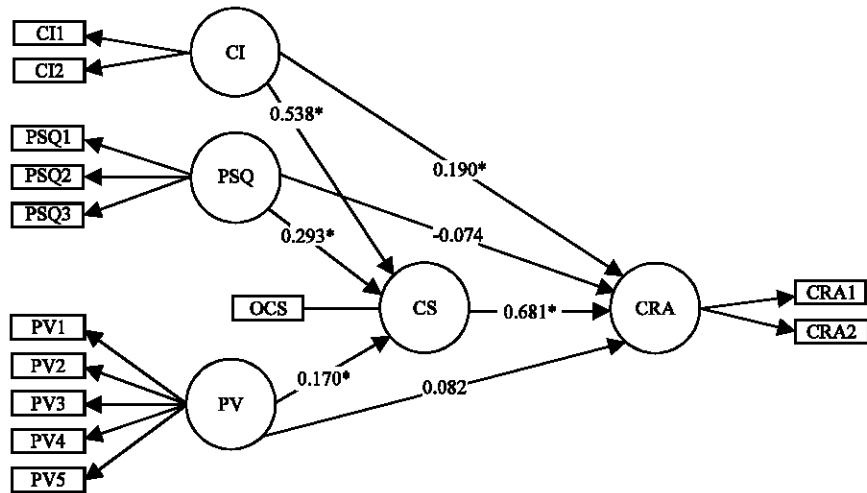 CI1
CI2
CI
0.538*
PSQ1
PSQ2
PSQ3
PSQ
0.190*
0.293*
-0.074
OCS
CS
0.681*
CRA
CRA1
CRA2
PV1
PV2
PV3
PV4
PV5
PV
0.170*
0.082